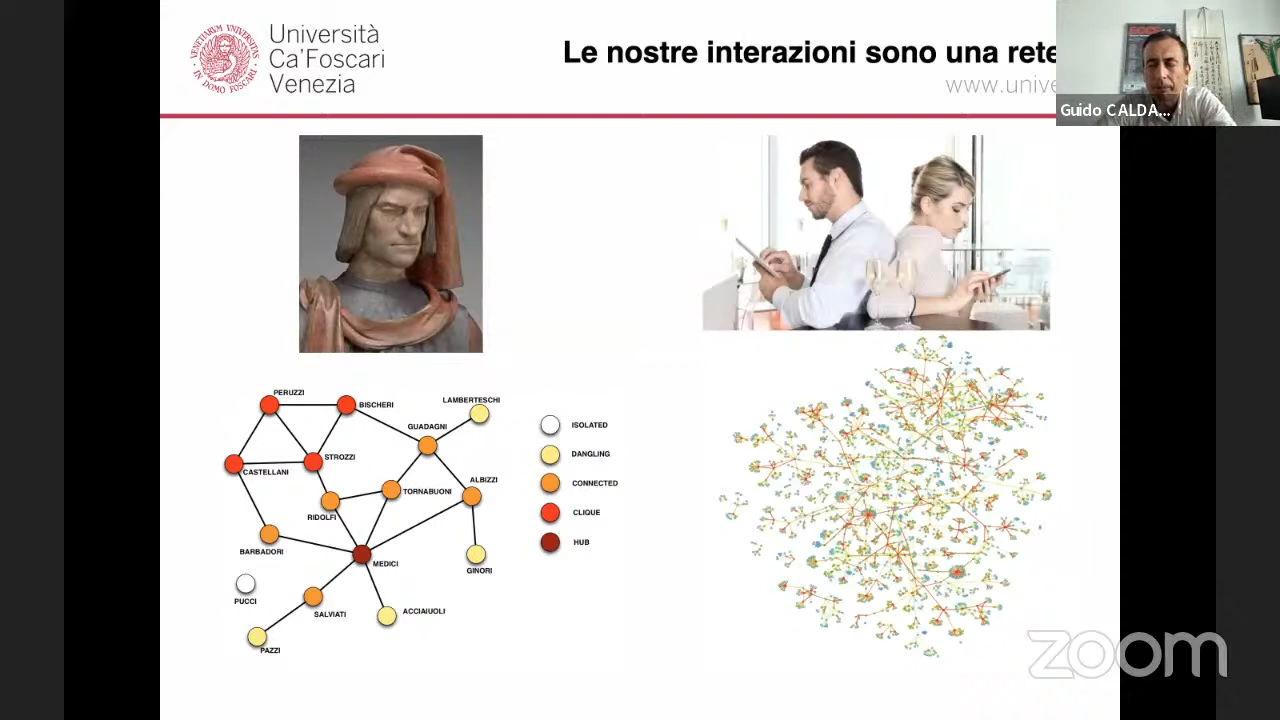 Università
Ca'Foscari
Venezia
Le nostre interazioni sono una rete
www.unive
Guido CALDA...
PERUZZI
BISCHERI
LAMBERTESCHI
GUADAGNI
ISOLATED
STROZZI
DANGLING
CASTELLANI
ALBIZZI
CONNECTED
TORNABUONI
RIDOLFI
CLIQUE
HUB
BARBADORI
MEDICI
GINORI
PUCCI
SALVIATI
ACCIAIUOLI
PAZZI
zoom